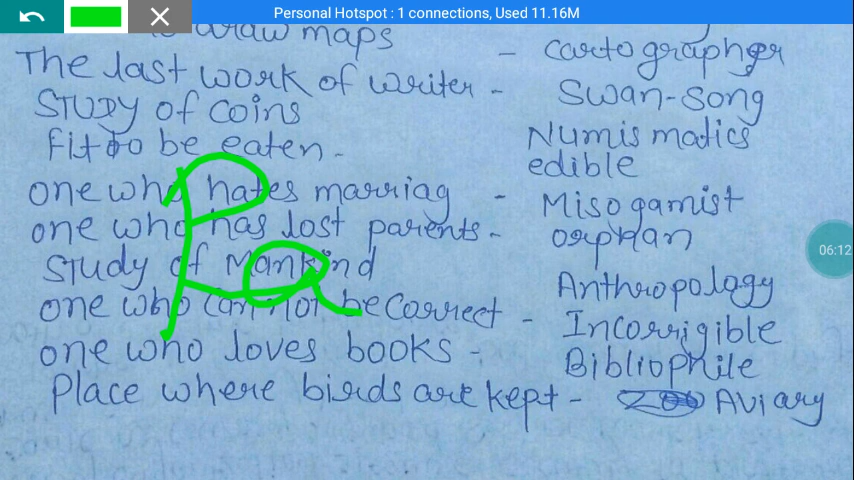 Personal Hotspot : 1 connections, Used 11.16M
draw maps - cartographer
The last work of writer - Swan-song
STUDY of coins Numismatics
fit to be eaten - edible
one who hates marriag - Misogamist
one who has lost parents - orphan
Study of Mankind Anthropology
one who can not be correct - Incorrigible
one who loves books - Bibliophile
Place where birds are kept - Aviary
06:12